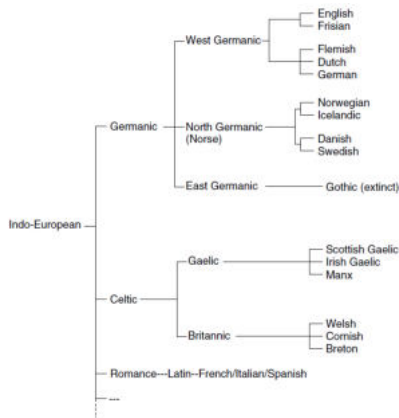 English
Frisian
West Germanic
Flemish
Dutch
German
Norwegian
Icelandic
Germanic
North Germanic
(Norse)
Danish
Swedish
East Germanic
Gothic (extinct)
Indo-European
Scottish Gaelic
Gaelic
Irish Gaelic
Manx
Celtic
Welsh
Britannic
Cornish
Breton
Romance---Latin--French/Italian/Spanish
---